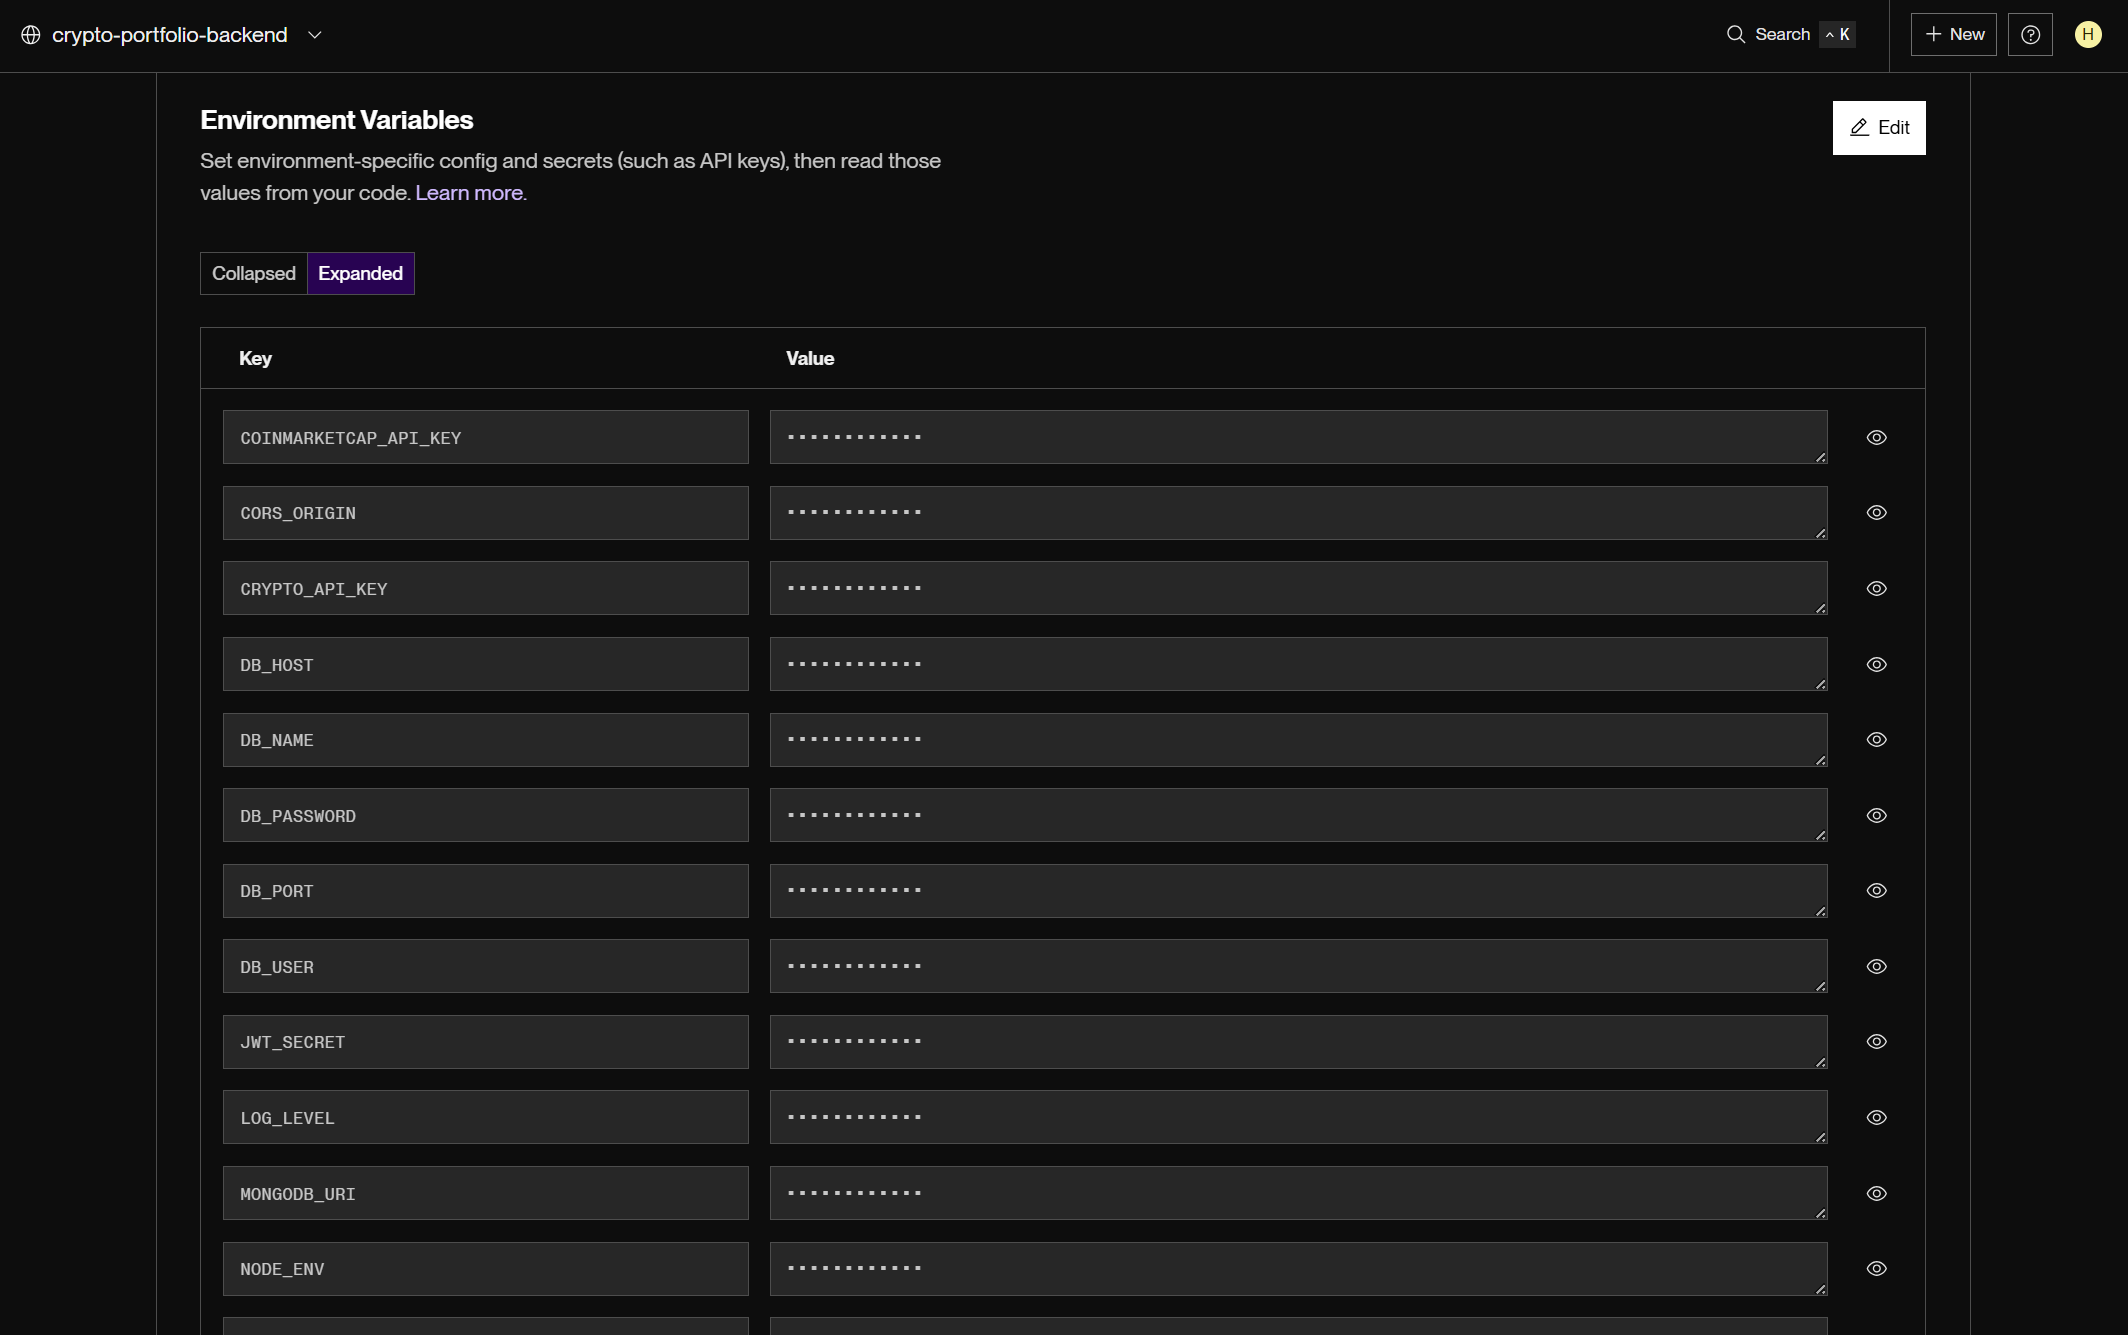 crypto-portfolio-backend
Search ^ K
+ New
H
Environment Variables
Edit
Set environment-specific config and secrets (such as API keys), then read those
values from your code. Learn more.
Collapsed Expanded
Key Value
COINMARKETCAP_API_KEY ••••••••••••
CORS_ORIGIN ••••••••••••
CRYPTO_API_KEY ••••••••••••
DB_HOST ••••••••••••
DB_NAME ••••••••••••
DB_PASSWORD ••••••••••••
DB_PORT ••••••••••••
DB_USER ••••••••••••
JWT_SECRET ••••••••••••
LOG_LEVEL ••••••••••••
MONGODB_URI ••••••••••••
NODE_ENV ••••••••••••